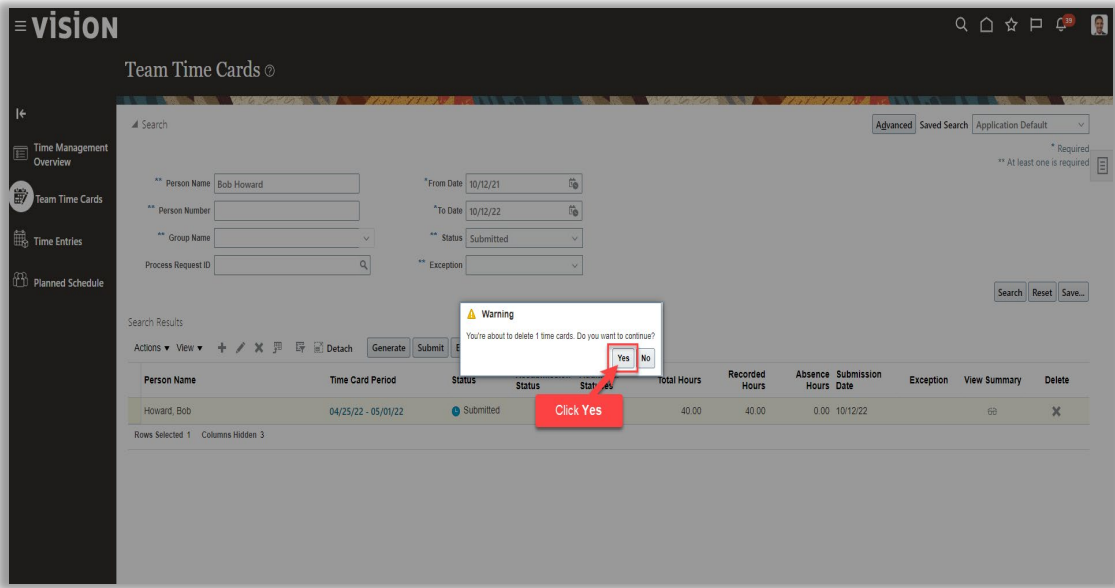 vision
39
Team Time Cards
Search
Advanced Saved Search Application Default
* Required
** At least one is required
Time Management Overview
Team Time Cards
Time Entries
Planned Schedule
** Person Name Bob Howard
*From Date 10/12/21
** Person Number
*To Date 10/12/22
** Group Name
** Status Submitted
Process Request ID
** Exception
Search Reset Save...
Warning
You're about to delete 1 time cards. Do you want to continue?
Yes No
Search Results
Actions View Detach Generate Submit
Person Name Time Card Period Status Status Total Hours Recorded Hours Absence Hours Submission Date Exception View Summary Delete
Howard, Bob 04/25/22 - 05/01/22 Submitted 40.00 40.00 0.00 10/12/22
Click Yes
Rows Selected 1 Columns Hidden 3